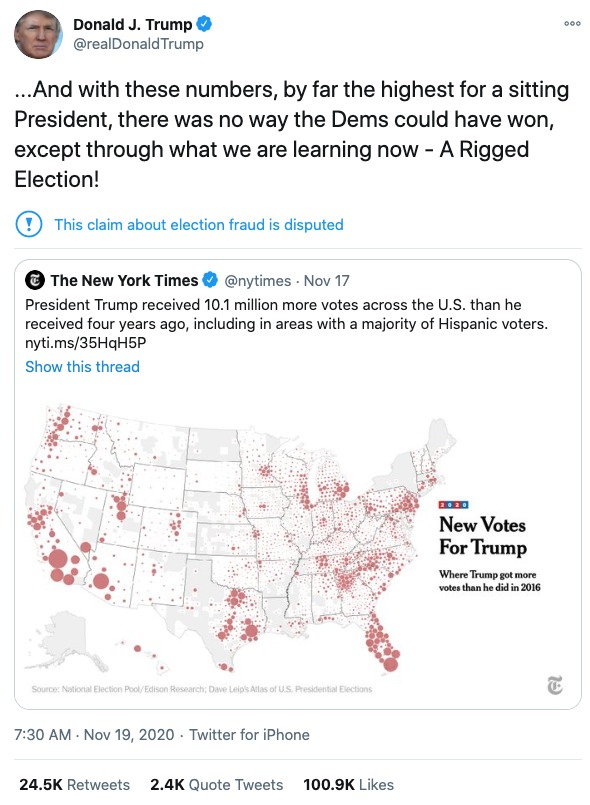 Donald J. Trump
@realDonaldTrump
...And with these numbers, by far the highest for a sitting
President, there was no way the Dems could have won,
except through what we are learning now - A Rigged
Election!
This claim about election fraud is disputed
The New York Times @nytimes · Nov 17
President Trump received 10.1 million more votes across the U.S. than he
received four years ago, including in areas with a majority of Hispanic voters.
nyti.ms/35HqH5P
Show this thread
2020
New Votes
For Trump
Where Trump got more
votes than he did in 2016
Source: National Election Pool/Edison Research; Dave Leip's Atlas of U.S. Presidential Elections
7:30 AM · Nov 19, 2020 · Twitter for iPhone
24.5K Retweets 2.4K Quote Tweets 100.9K Likes